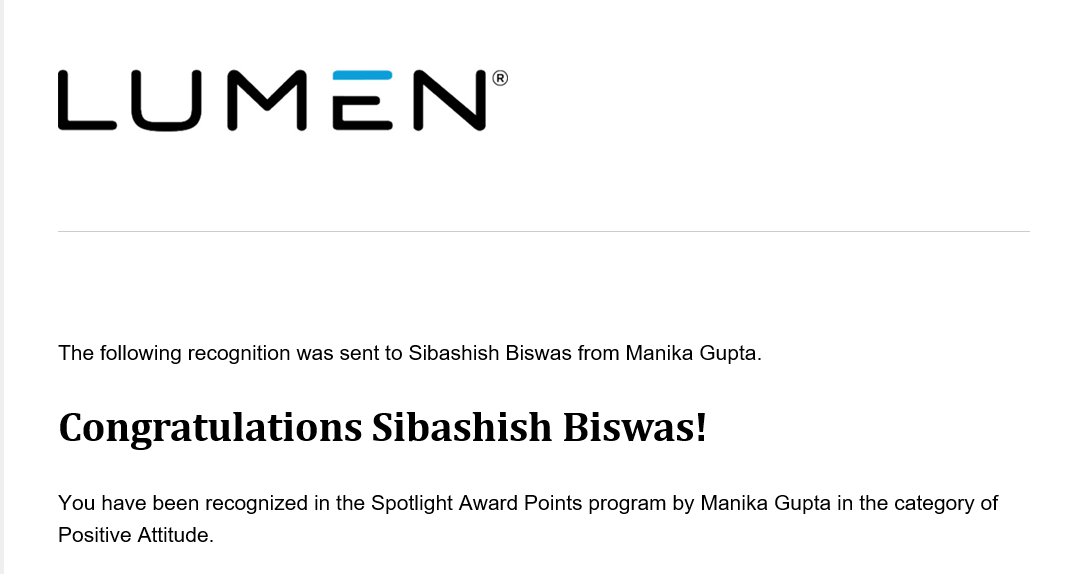 LUMEN®
The following recognition was sent to Sibashish Biswas from Manika Gupta.
Congratulations Sibashish Biswas!
You have been recognized in the Spotlight Award Points program by Manika Gupta in the category of
Positive Attitude.